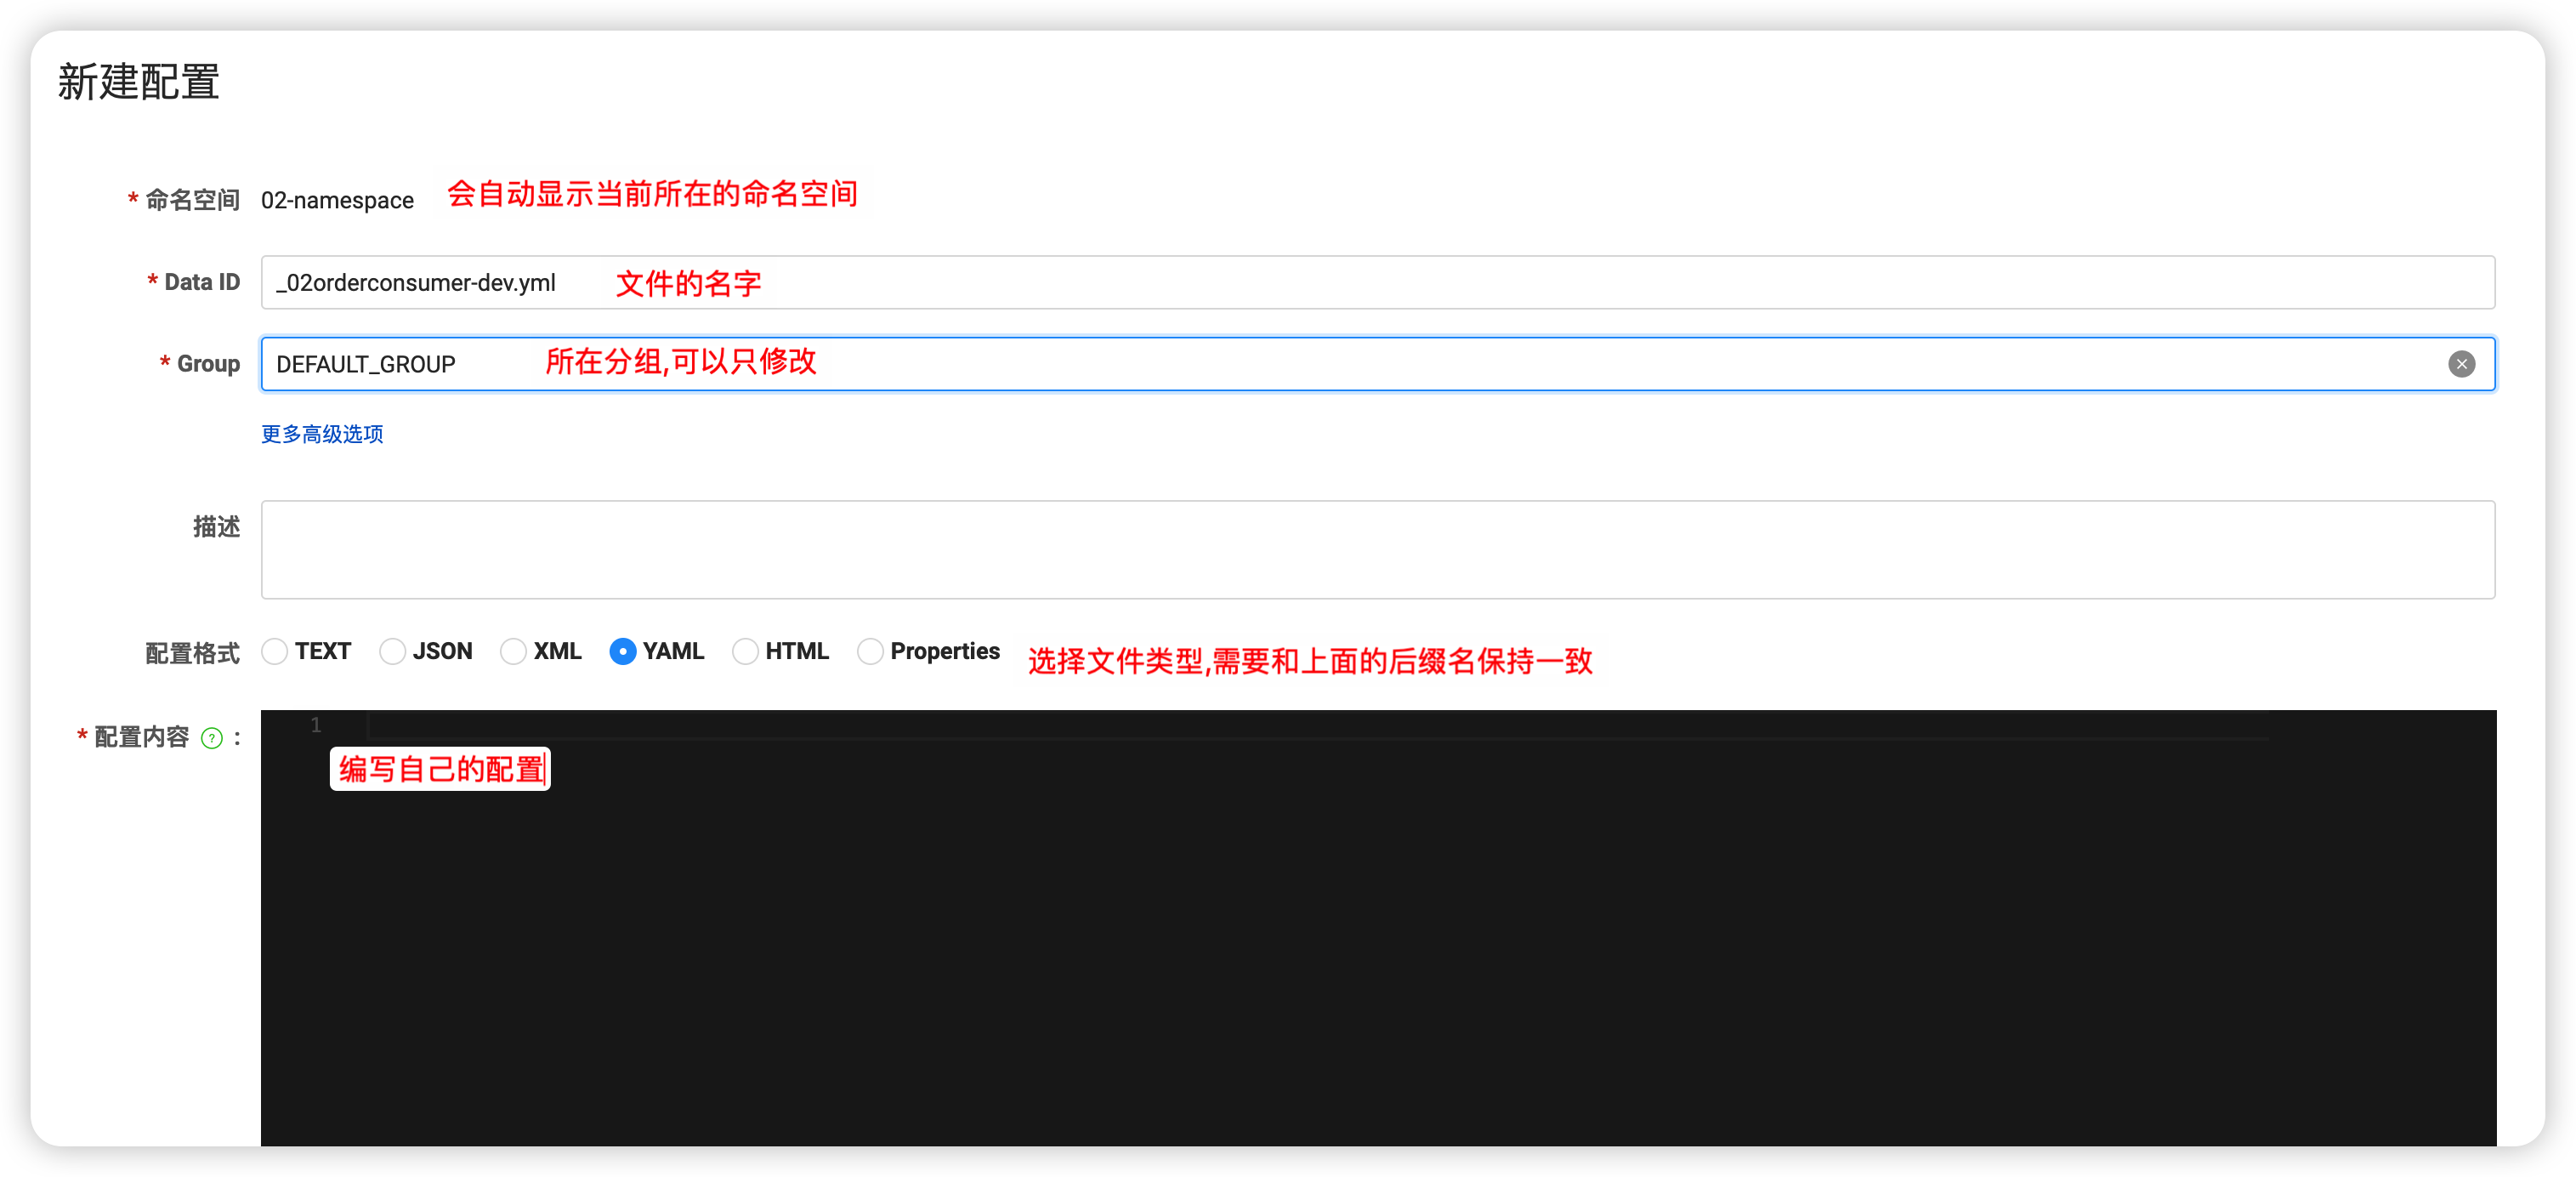 新建配置
* 命名空间 02-namespace 会自动显示当前所在的命名空间
* Data ID _02orderconsumer-dev.yml 文件的名字
* Group DEFAULT_GROUP 所在分组,可以只修改
更多高级选项
描述
配置格式 TEXT JSON XML YAML HTML Properties 选择文件类型,需要和上面的后缀名保持一致
* 配置内容 ? : 1
编写自己的配置